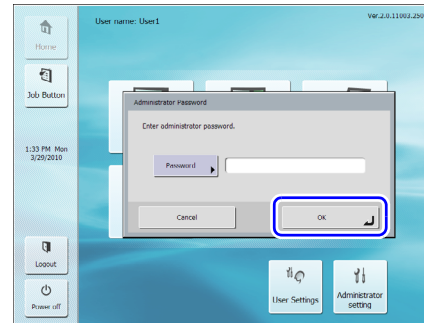 User name: User1
Ver.2.0.11003.250
Home
Job Button
1:33 PM Mon
3/29/2010
Logout
Power off
Administrator Password
Enter administrator password.
Password
Cancel
OK
User Settings
Administrator
setting